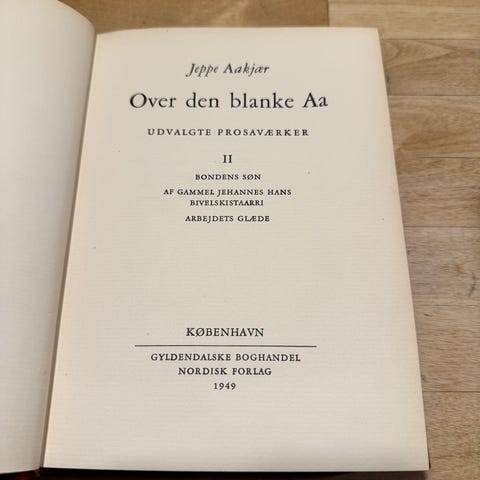 Jeppe Aakjær
Over den blanke Aa
UDVALGTE PROSAVÆRKER
II
BONDENS SØN
AF GAMMEL JEHANNES HANS
BIVELSKISTAARRI
ARBEJDETS GLÆDE
KØBENHAVN
GYLDENDALSKE BOGHANDEL
NORDISK FORLAG
1949